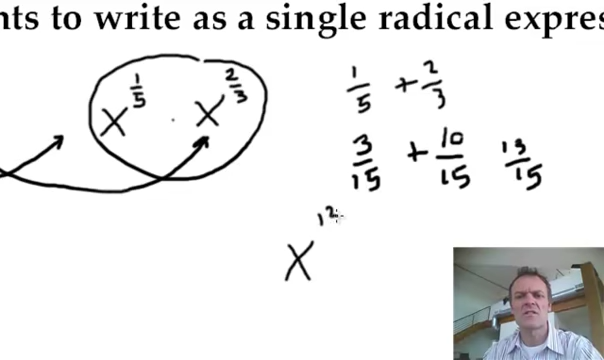 nts to write as a single radical expres
x^{1/5} · x^{2/3}
1/5 + 2/3
3/15 + 10/15 13/15
x^{12